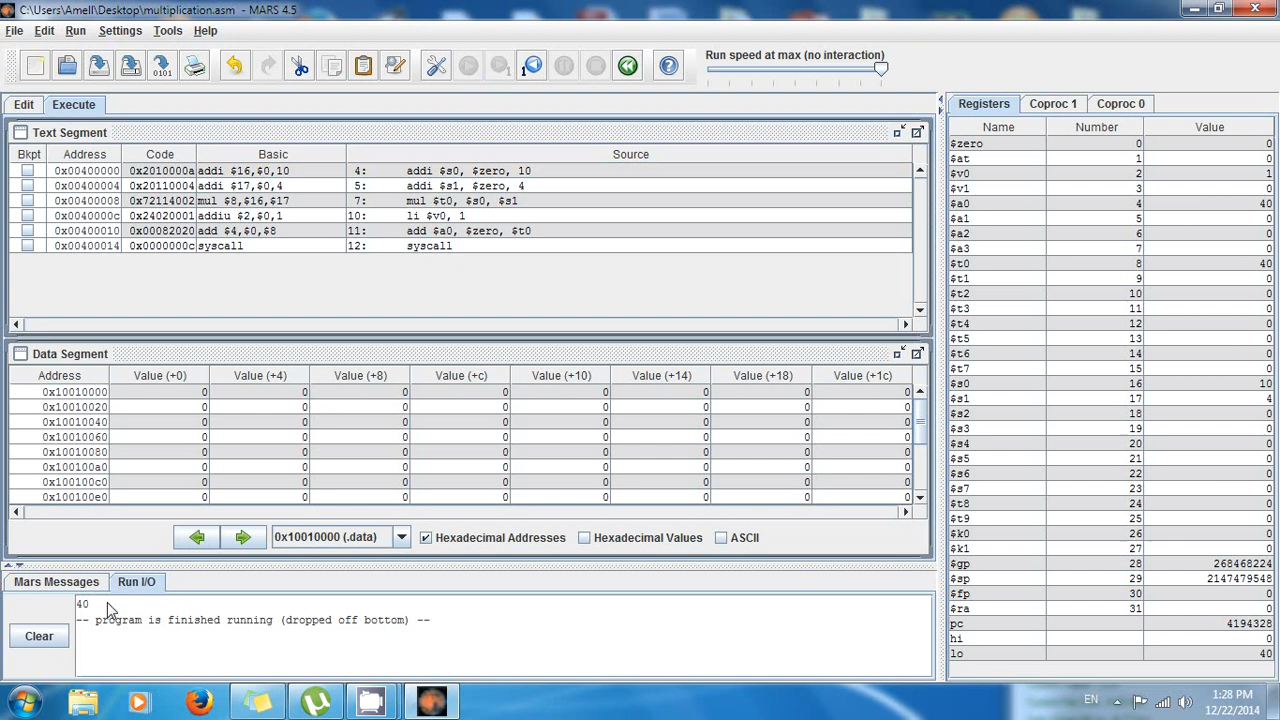 C:\Users\Amell\Desktop\multiplication.asm - MARS 4.5
File Edit Run Settings Tools Help
Run speed at max (no interaction)
Edit Execute
Text Segment
Bkpt Address Code Basic Source
0x00400000 0x2010000a addi $16,$0,10 4: addi $s0, $zero, 10
0x00400004 0x20110004 addi $17,$0,4 5: addi $s1, $zero, 4
0x00400008 0x72114002 mul $8,$16,$17 7: mul $t0, $s0, $s1
0x0040000c 0x24020001 addiu $2,$0,1 10: li $v0, 1
0x00400010 0x00082020 add $4,$0,$8 11: add $a0, $zero, $t0
0x00400014 0x0000000c syscall 12: syscall
Data Segment
Address Value (+0) Value (+4) Value (+8) Value (+c) Value (+10) Value (+14) Value (+18) Value (+1c)
0x10010000 0 0 0 0 0 0 0 0
0x10010020 0 0 0 0 0 0 0 0
0x10010040 0 0 0 0 0 0 0 0
0x10010060 0 0 0 0 0 0 0 0
0x10010080 0 0 0 0 0 0 0 0
0x100100a0 0 0 0 0 0 0 0 0
0x100100c0 0 0 0 0 0 0 0 0
0x100100e0 0 0 0 0 0 0 0 0
0x10010000 (.data) Hexadecimal Addresses Hexadecimal Values ASCII
Mars Messages Run I/O
40
-- program is finished running (dropped off bottom) --
Clear
Registers Coproc 1 Coproc 0
Name Number Value
$zero 0 0
$at 1 0
$v0 2 1
$v1 3 0
$a0 4 40
$a1 5 0
$a2 6 0
$a3 7 0
$t0 8 40
$t1 9 0
$t2 10 0
$t3 11 0
$t4 12 0
$t5 13 0
$t6 14 0
$t7 15 0
$s0 16 10
$s1 17 4
$s2 18 0
$s3 19 0
$s4 20 0
$s5 21 0
$s6 22 0
$s7 23 0
$t8 24 0
$t9 25 0
$k0 26 0
$k1 27 0
$gp 28 268468224
$sp 29 2147479548
$fp 30 0
$ra 31 0
pc 4194328
hi 0
lo 40
EN
1:28 PM
12/22/2014